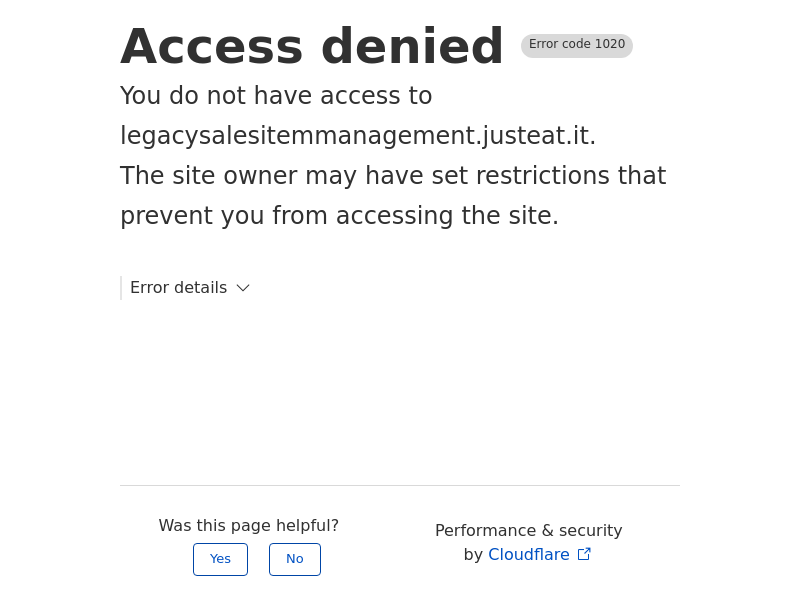 Access denied Error code 1020
You do not have access to
legacysalesitemmanagement.justeat.it.
The site owner may have set restrictions that
prevent you from accessing the site.
Error details
Was this page helpful?
Yes No
Performance & security
by Cloudflare